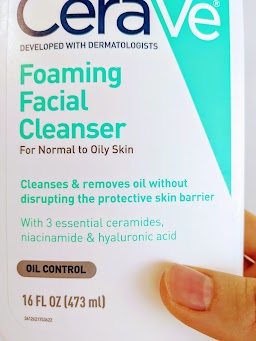 CeraVe®
DEVELOPED WITH DERMATOLOGISTS
Foaming
Facial
Cleanser
For Normal to Oily Skin
Cleanses & removes oil without
disrupting the protective skin barrier
With 3 essential ceramides,
niacinamide & hyaluronic acid
OIL CONTROL
16 FL OZ (473 ml)